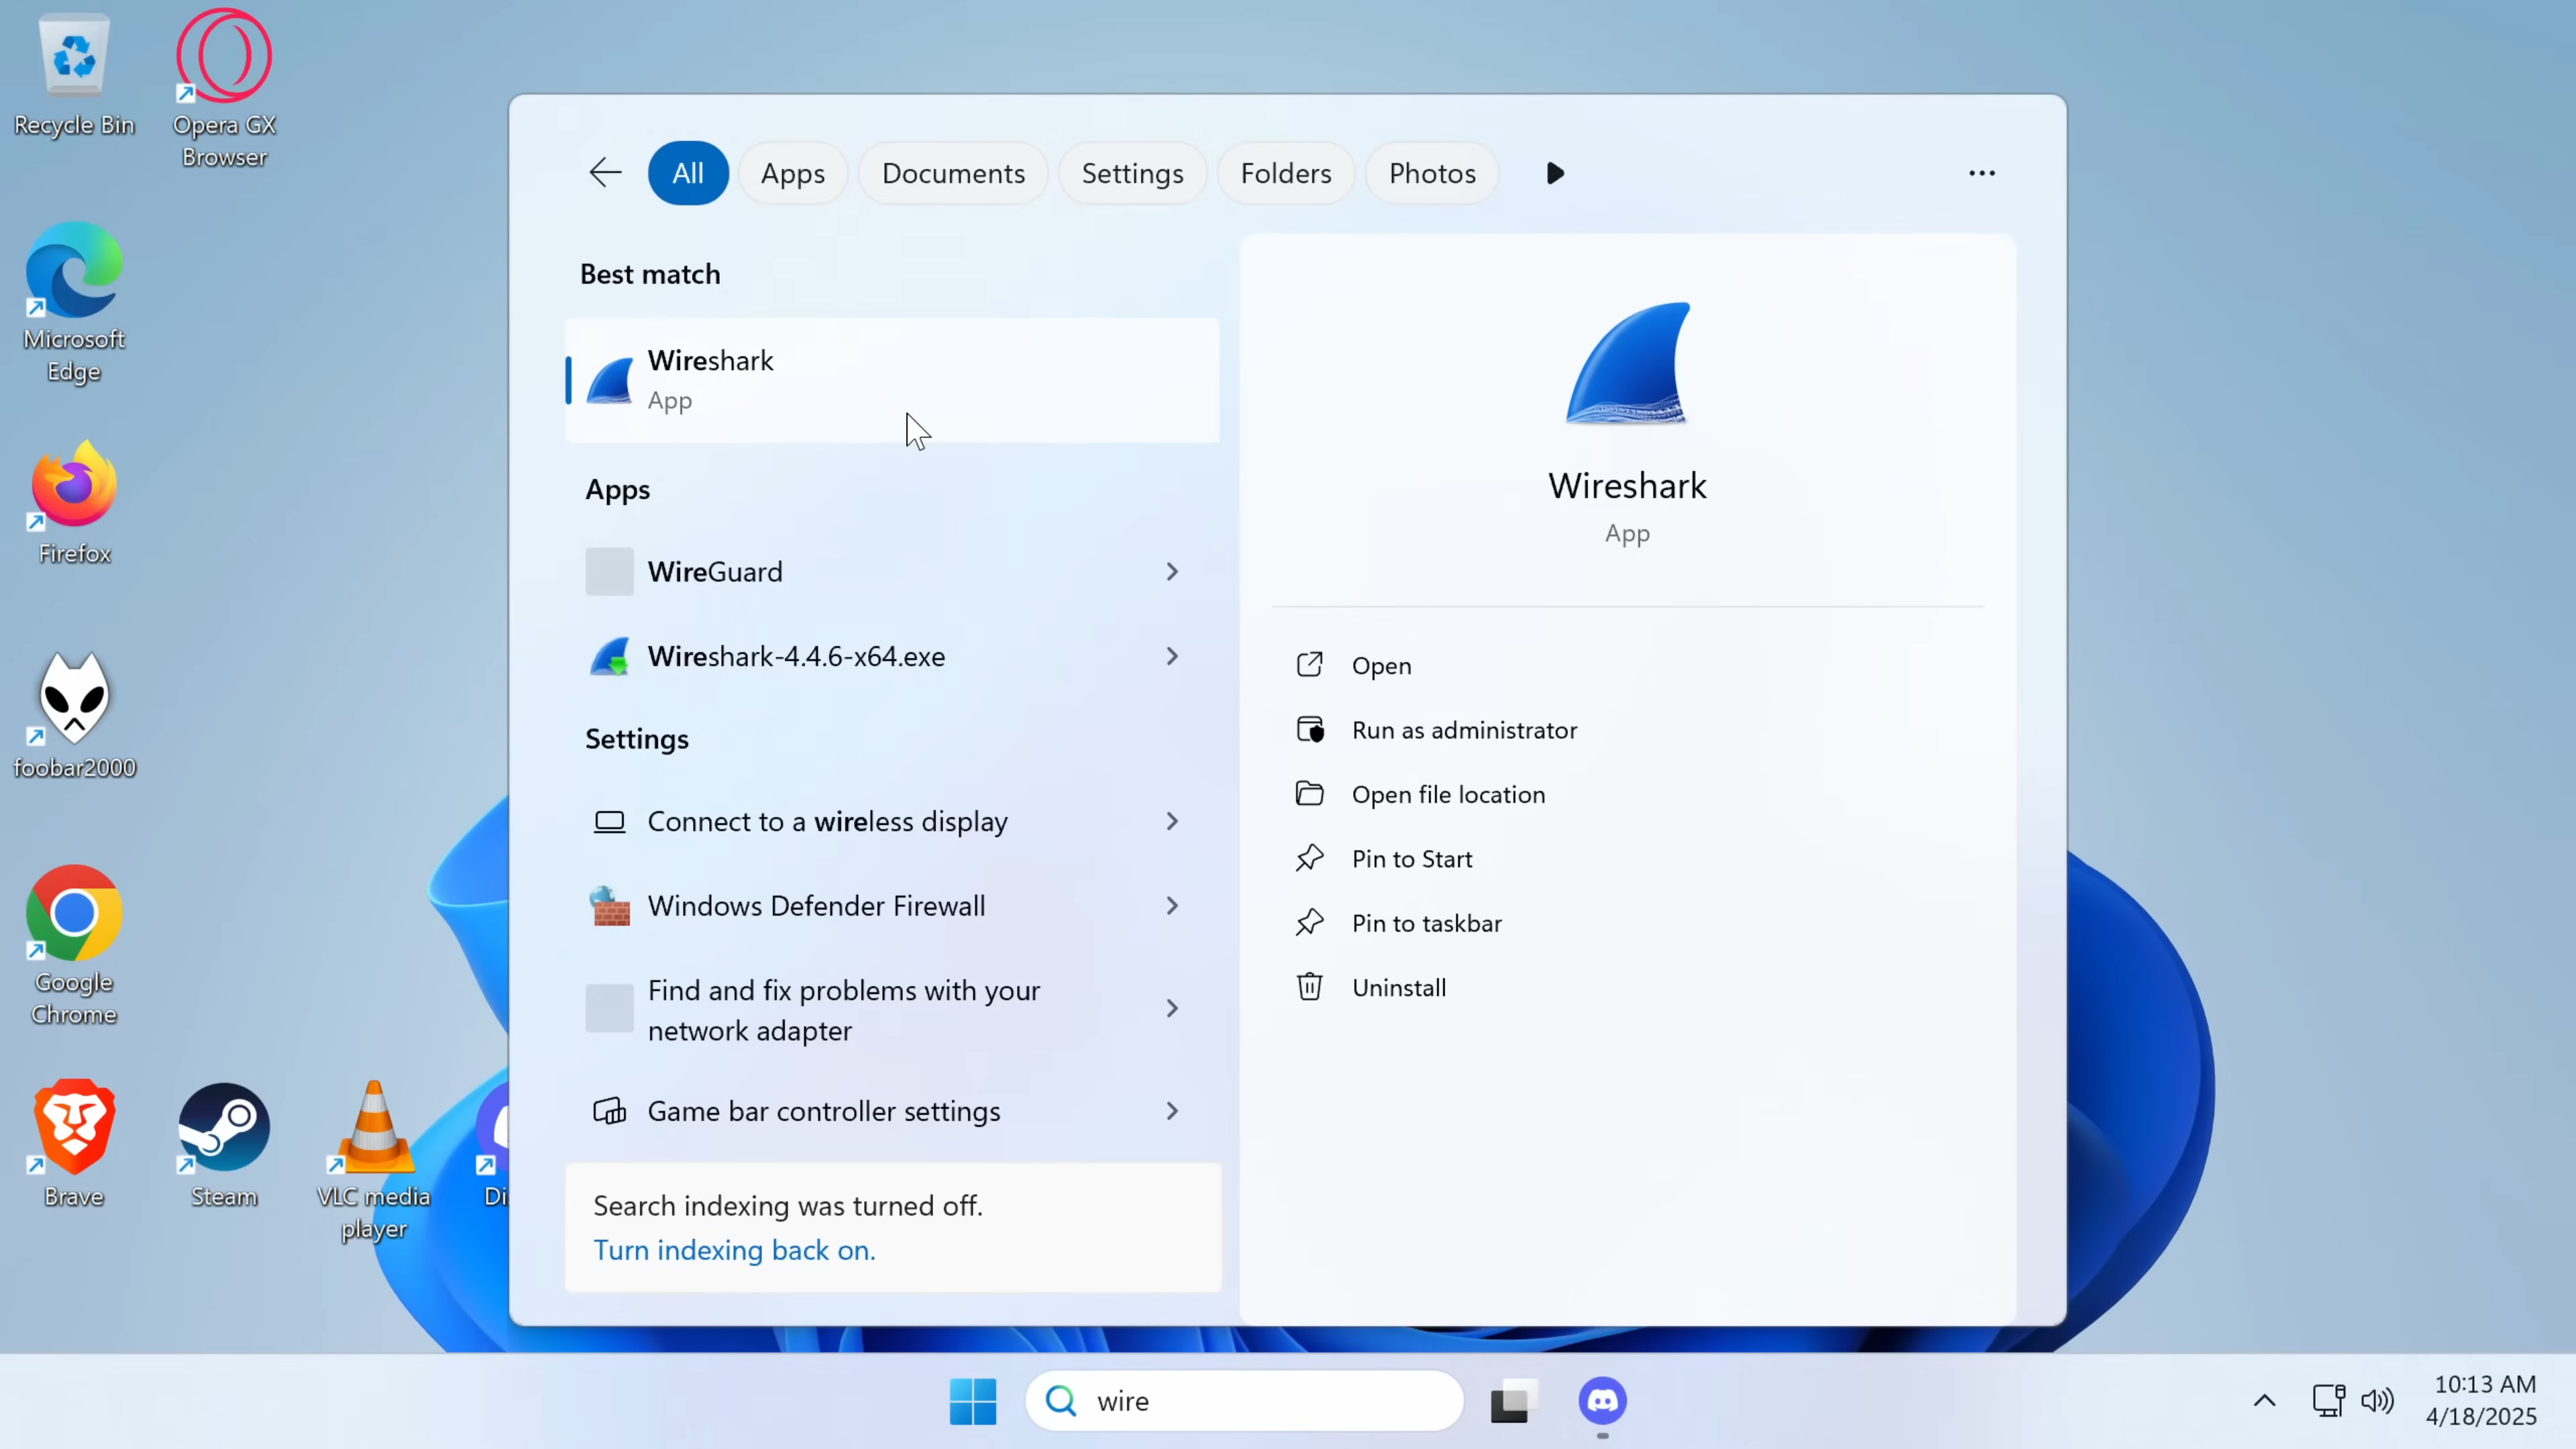 Recycle Bin
Opera GX
Browser
Microsoft
Edge
Firefox
foobar2000
Google
Chrome
Brave
Steam
VLC media
player
Di
All
Apps
Documents
Settings
Folders
Photos
Best match
Wireshark
App
Apps
WireGuard
Wireshark-4.4.6-x64.exe
Settings
Connect to a wireless display
Windows Defender Firewall
Find and fix problems with your
network adapter
Game bar controller settings
Search indexing was turned off.
Turn indexing back on.
Wireshark
App
Open
Run as administrator
Open file location
Pin to Start
Pin to taskbar
Uninstall
wire
10:13 AM
4/18/2025